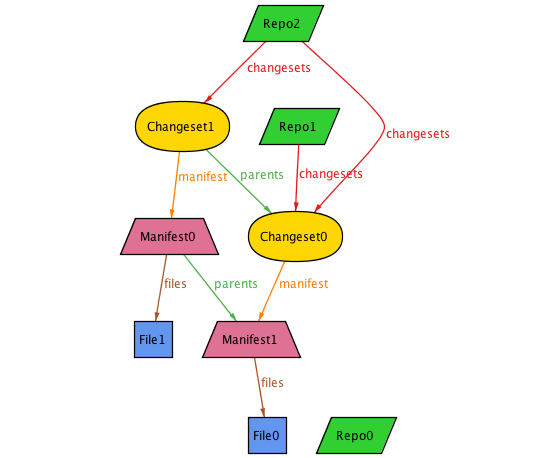 Repo2
changesets
Changeset1
Repo1
changesets
manifest
parents
changesets
Manifest0
Changeset0
files
parents
manifest
File1
Manifest1
files
File0
Repo0